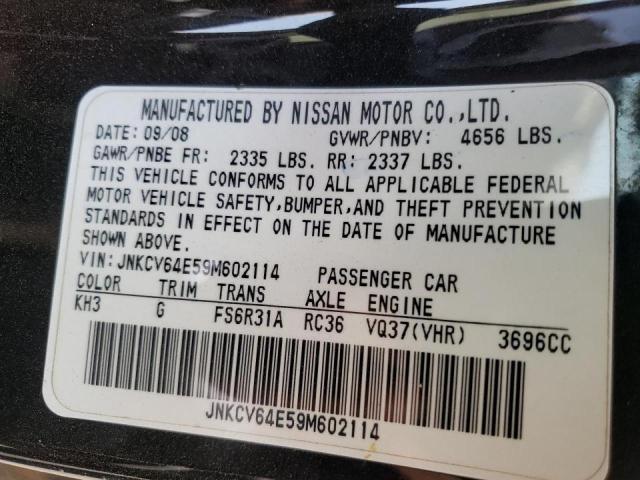 MANUFACTURED BY NISSAN MOTOR CO.,LTD.
DATE: 09/08 GVWR/PNBV: 4656 LBS.
GAWR/PNBE FR: 2335 LBS. RR: 2337 LBS.
THIS VEHICLE CONFORMS TO ALL APPLICABLE FEDERAL
MOTOR VEHICLE SAFETY,BUMPER,AND THEFT PREVENTION
STANDARDS IN EFFECT ON THE DATE OF MANUFACTURE
SHOWN ABOVE.
VIN:JNKCV64E59M602114 PASSENGER CAR
COLOR TRIM TRANS AXLE ENGINE
KH3 G FS6R31A RC36 VQ37(VHR) 3696CC
JNKCV64E59M602114